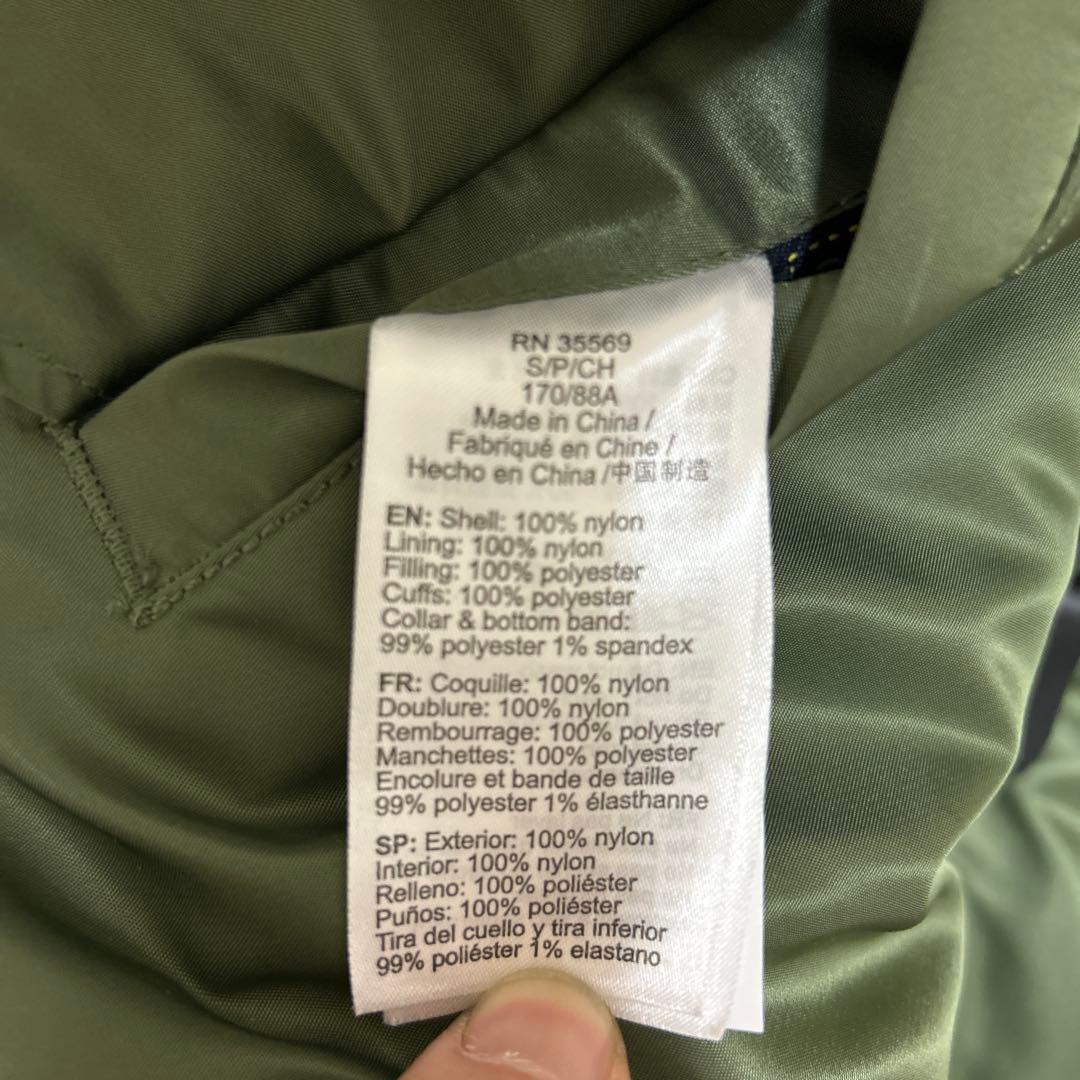 RN 35569
S/P/CH
170/88A
Made in China /
Fabriqué en Chine /
Hecho en China /中国制造
EN: Shell: 100% nylon
Lining: 100% nylon
Filling: 100% polyester
Cuffs: 100% polyester
Collar & bottom band:
99% polyester 1% spandex
FR: Coquille: 100% nylon
Doublure: 100% nylon
Rembourrage: 100% polyester
Manchettes: 100% polyester
Encolure et bande de taille
99% polyester 1% élasthanne
SP: Exterior: 100% nylon
Interior: 100% nylon
Relleno: 100% poliéster
Puños: 100% poliéster
Tira del cuello y tira inferior
99% poliéster 1% elastano